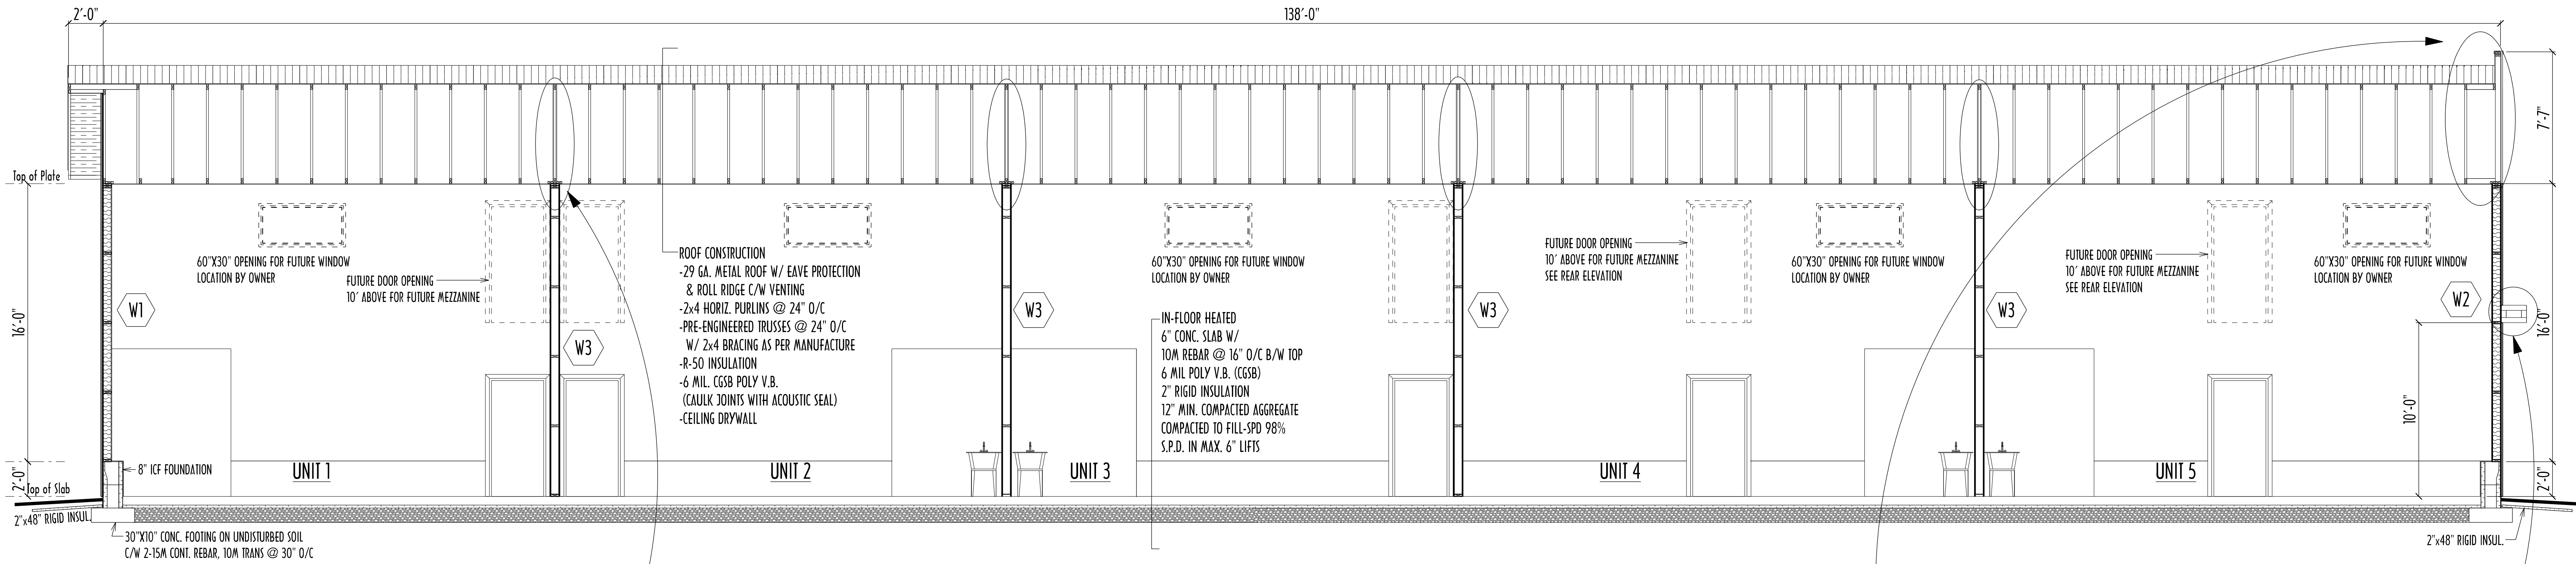 2'-0"
138'-0"
7'-7"
Top of Plate
16'-0"
2'-0"
Top of Slab
2"x48" RIGID INSUL.
60"X30" OPENING FOR FUTURE WINDOW
LOCATION BY OWNER
FUTURE DOOR OPENING
10' ABOVE FOR FUTURE MEZZANINE
W1
8" ICF FOUNDATION
UNIT 1
30"X10" CONC. FOOTING ON UNDISTURBED SOIL
C/W 2-15M CONT. REBAR, 10M TRANS @ 30" O/C
W3
ROOF CONSTRUCTION
-29 GA. METAL ROOF W/ EAVE PROTECTION
& ROLL RIDGE C/W VENTING
-2x4 HORIZ. PURLINS @ 24" O/C
-PRE-ENGINEERED TRUSSES @ 24" O/C
W/ 2x4 BRACING AS PER MANUFACTURE
-R-50 INSULATION
-6 MIL. CGSB POLY V.B.
(CAULK JOINTS WITH ACOUSTIC SEAL)
-CEILING DRYWALL
UNIT 2
W3
60"X30" OPENING FOR FUTURE WINDOW
LOCATION BY OWNER
IN-FLOOR HEATED
6" CONC. SLAB W/
10M REBAR @ 16" O/C B/W TOP
6 MIL POLY V.B. (CGSB)
2" RIGID INSULATION
12" MIN. COMPACTED AGGREGATE
COMPACTED TO FILL-SPD 98%
S.P.D. IN MAX. 6" LIFTS
UNIT 3
W3
FUTURE DOOR OPENING
10' ABOVE FOR FUTURE MEZZANINE
SEE REAR ELEVATION
60"X30" OPENING FOR FUTURE WINDOW
LOCATION BY OWNER
UNIT 4
W3
FUTURE DOOR OPENING
10' ABOVE FOR FUTURE MEZZANINE
SEE REAR ELEVATION
60"X30" OPENING FOR FUTURE WINDOW
LOCATION BY OWNER
UNIT 5
W2
10'-0"
16'-0"
2'-0"
2"x48" RIGID INSUL.